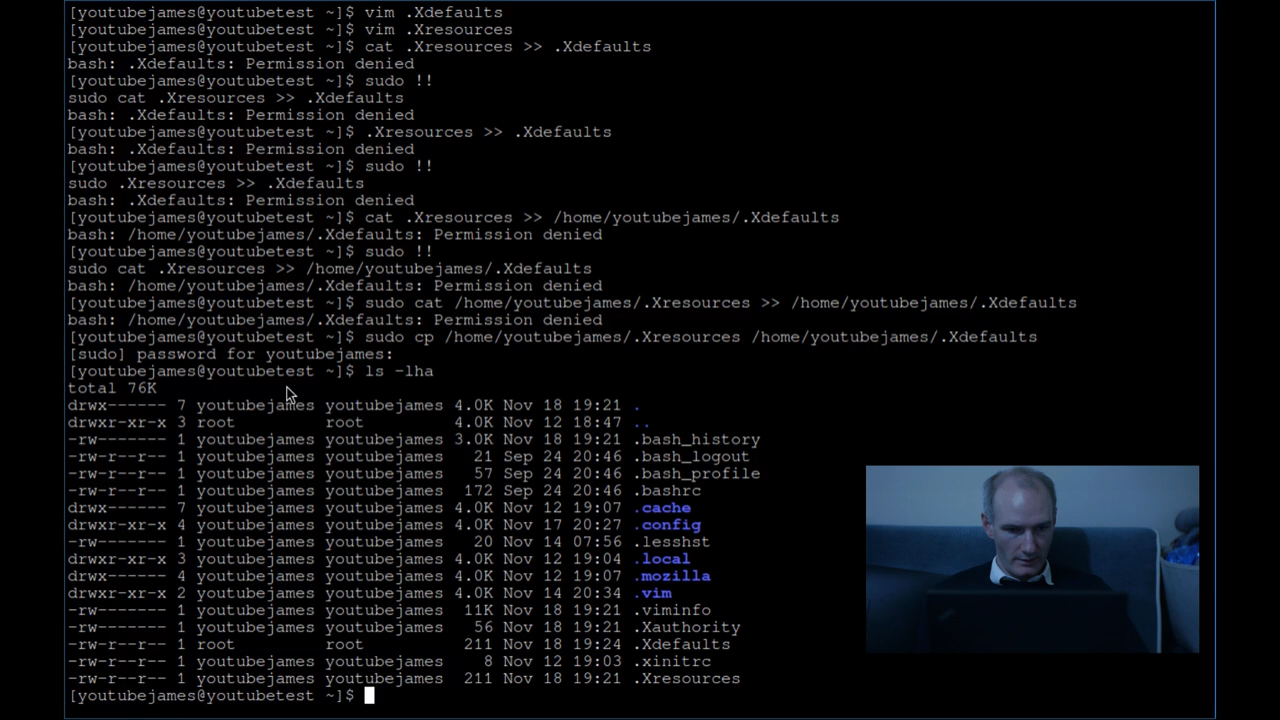 [youtubejames@youtubetest ~]$ vim .Xdefaults
[youtubejames@youtubetest ~]$ vim .Xresources
[youtubejames@youtubetest ~]$ cat .Xresources >> .Xdefaults
bash: .Xdefaults: Permission denied
[youtubejames@youtubetest ~]$ sudo !!
sudo cat .Xresources >> .Xdefaults
bash: .Xdefaults: Permission denied
[youtubejames@youtubetest ~]$ .Xresources >> .Xdefaults
bash: .Xdefaults: Permission denied
[youtubejames@youtubetest ~]$ sudo !!
sudo .Xresources >> .Xdefaults
bash: .Xdefaults: Permission denied
[youtubejames@youtubetest ~]$ cat .Xresources >> /home/youtubejames/.Xdefaults
bash: /home/youtubejames/.Xdefaults: Permission denied
[youtubejames@youtubetest ~]$ sudo !!
sudo cat .Xresources >> /home/youtubejames/.Xdefaults
bash: /home/youtubejames/.Xdefaults: Permission denied
[youtubejames@youtubetest ~]$ sudo cat /home/youtubejames/.Xresources >> /home/youtubejames/.Xdefaults
bash: /home/youtubejames/.Xdefaults: Permission denied
[youtubejames@youtubetest ~]$ sudo cp /home/youtubejames/.Xresources /home/youtubejames/.Xdefaults
[sudo] password for youtubejames:
[youtubejames@youtubetest ~]$ ls -lha
total 76K
drwx------ 7 youtubejames youtubejames 4.0K Nov 18 19:21 .
drwxr-xr-x 3 root         root         4.0K Nov 12 18:47 ..
-rw------- 1 youtubejames youtubejames 3.0K Nov 18 19:21 .bash_history
-rw-r--r-- 1 youtubejames youtubejames   21 Sep 24 20:46 .bash_logout
-rw-r--r-- 1 youtubejames youtubejames   57 Sep 24 20:46 .bash_profile
-rw-r--r-- 1 youtubejames youtubejames  172 Sep 24 20:46 .bashrc
drwx------ 7 youtubejames youtubejames 4.0K Nov 12 19:07 .cache
drwxr-xr-x 4 youtubejames youtubejames 4.0K Nov 17 20:27 .config
-rw------- 1 youtubejames youtubejames   20 Nov 14 07:56 .lesshst
drwxr-xr-x 3 youtubejames youtubejames 4.0K Nov 12 19:04 .local
drwx------ 4 youtubejames youtubejames 4.0K Nov 12 19:07 .mozilla
drwxr-xr-x 2 youtubejames youtubejames 4.0K Nov 14 20:34 .vim
-rw------- 1 youtubejames youtubejames  11K Nov 18 19:21 .viminfo
-rw------- 1 youtubejames youtubejames   56 Nov 18 19:21 .Xauthority
-rw-r--r-- 1 root         root          211 Nov 18 19:24 .Xdefaults
-rw-r--r-- 1 youtubejames youtubejames    8 Nov 12 19:03 .xinitrc
-rw-r--r-- 1 youtubejames youtubejames  211 Nov 18 19:21 .Xresources
[youtubejames@youtubetest ~]$